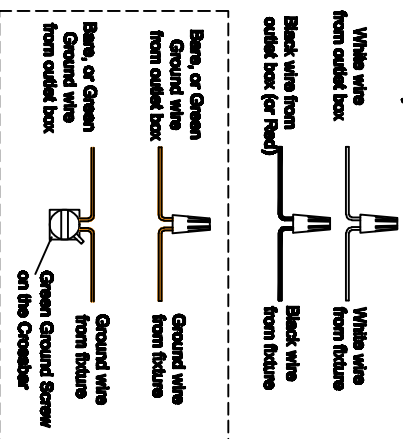 White wire
from outlet box
White wire
from fixture
Black wire from
outlet box (or Red)
Black wire
from fixture
Bare, or Green
Ground wire
from outlet box
Ground wire
from fixture
Bare, or Green
Ground wire
from outlet box
Ground wire
from fixture
Green Ground Screw
on the Crossbar